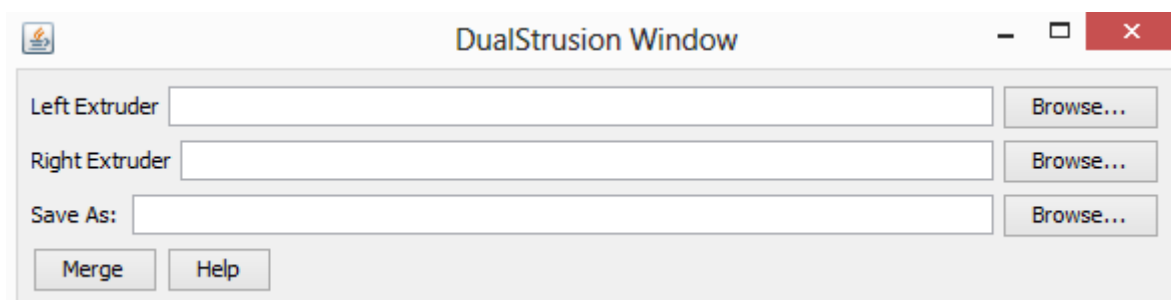 DualStrusion Window
Left Extruder Browse...
Right Extruder Browse...
Save As: Browse...
Merge Help